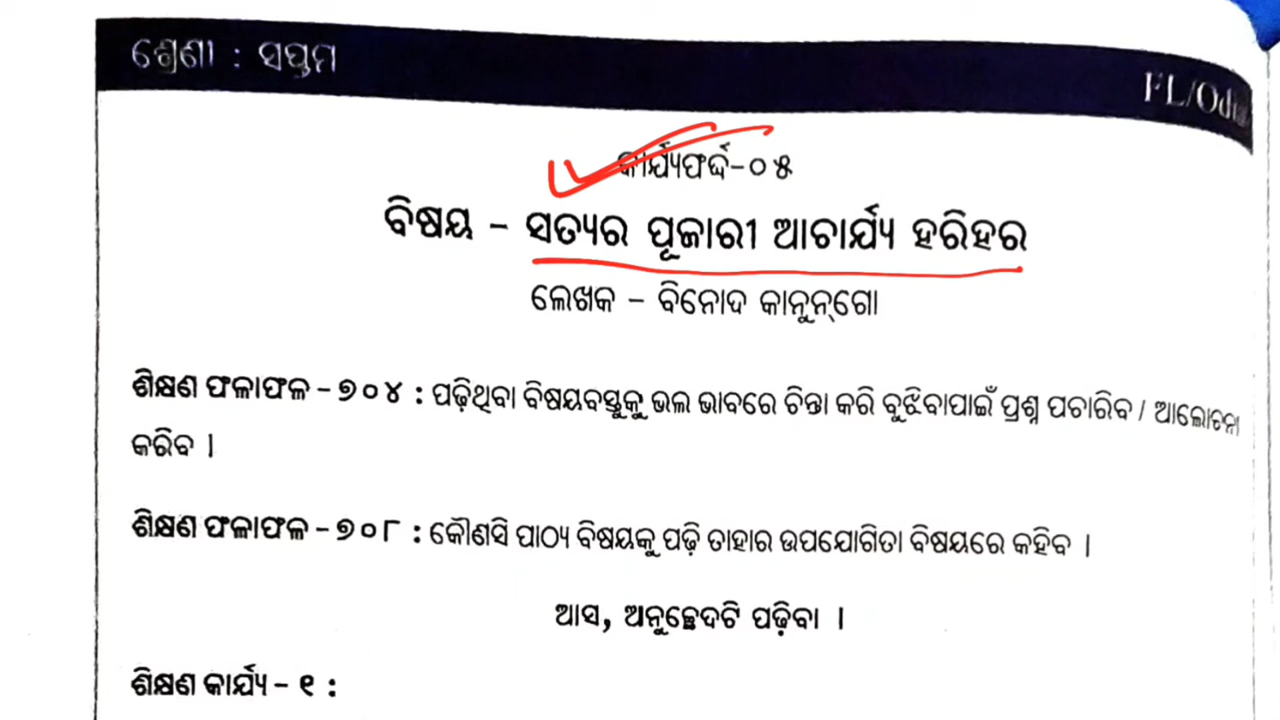 ଶ୍ରେଣୀ : ସପ୍ତମ
FL/Odia
କାର୍ଯ୍ୟଫର୍ଦ୍ଦ-୦୫
ବିଷୟ - ସତ୍ୟର ପୂଜାରୀ ଆଚାର୍ଯ୍ୟ ହରିହର
ଲେଖକ - ବିନୋଦ କାନୁନ୍‌ଗୋ
ଶିକ୍ଷଣ ଫଳାଫଳ - ୭୦୪ : ପଢ଼ିଥିବା ବିଷୟବସ୍ତୁକୁ ଭଲ ଭାବରେ ଚିନ୍ତା କରି ବୁଝିବାପାଇଁ ପ୍ରଶ୍ନ ପଚାରିବ / ଆଲୋଚନା
କରିବ ।
ଶିକ୍ଷଣ ଫଳାଫଳ - ୭୦୮ : କୌଣସି ପାଠ୍ୟ ବିଷୟକୁ ପଢ଼ି ତାହାର ଉପଯୋଗିତା ବିଷୟରେ କହିବ ।
ଆସ, ଅନୁଚ୍ଛେଦଟି ପଢ଼ିବା ।
ଶିକ୍ଷଣ କାର୍ଯ୍ୟ - ୧ :